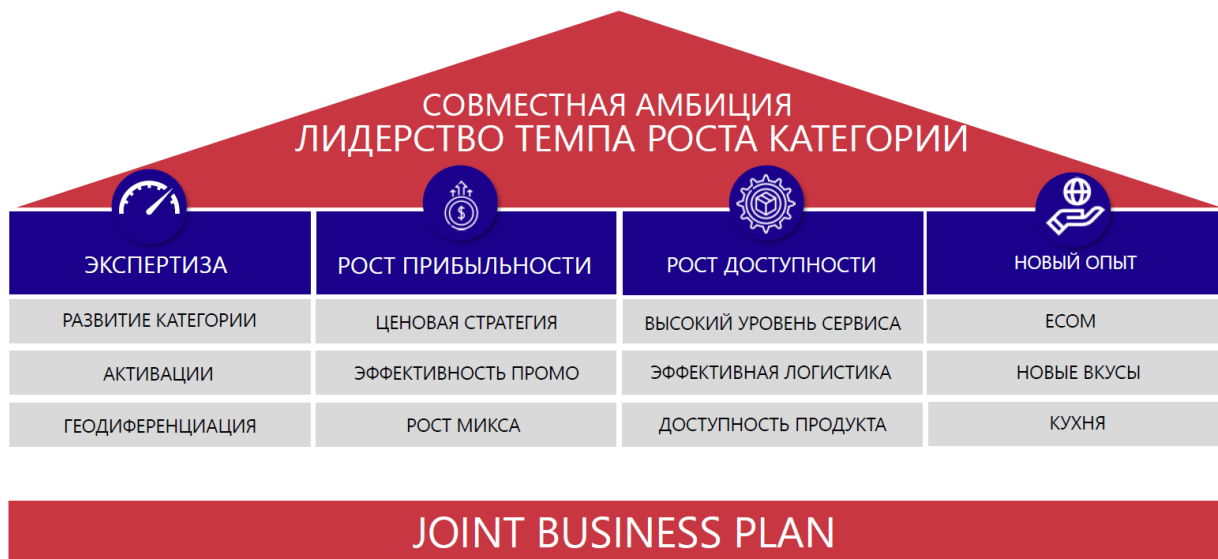 СОВМЕСТНАЯ АМБИЦИЯ
ЛИДЕРСТВО ТЕМПА РОСТА КАТЕГОРИИ
$
ЭКСПЕРТИЗА
РОСТ ПРИБЫЛЬНОСТИ
РОСТ ДОСТУПНОСТИ
НОВЫЙ ОПЫТ
РАЗВИТИЕ КАТЕГОРИИ
ЦЕНОВАЯ СТРАТЕГИЯ
ВЫСОКИЙ УРОВЕНЬ СЕРВИСА
ECOM
АКТИВАЦИИ
ЭФФЕКТИВНОСТЬ ПРОМО
ЭФФЕКТИВНАЯ ЛОГИСТИКА
НОВЫЕ ВКУСЫ
ГЕОДИФЕРЕНЦИАЦИЯ
РОСТ МИКСА
ДОСТУПНОСТЬ ПРОДУКТА
КУХНЯ
JOINT BUSINESS PLAN